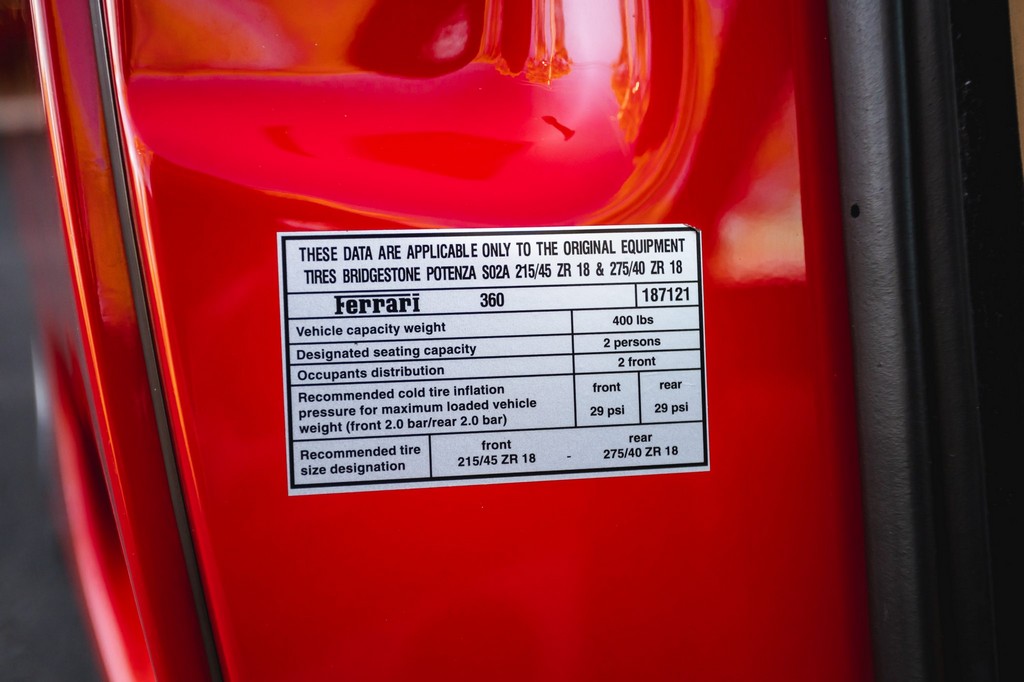 THESE DATA ARE APPLICABLE ONLY TO THE ORIGINAL EQUIPMENT
TIRES BRIDGESTONE POTENZA S02A 215/45 ZR 18 & 275/40 ZR 18
Ferrari 360 187121
Vehicle capacity weight 400 lbs
Designated seating capacity 2 persons
Occupants distribution 2 front
Recommended cold tire inflation front rear
pressure for maximum loaded vehicle
weight (front 2.0 bar/rear 2.0 bar) 29 psi 29 psi
Recommended tire front rear
size designation 215/45 ZR 18 - 275/40 ZR 18